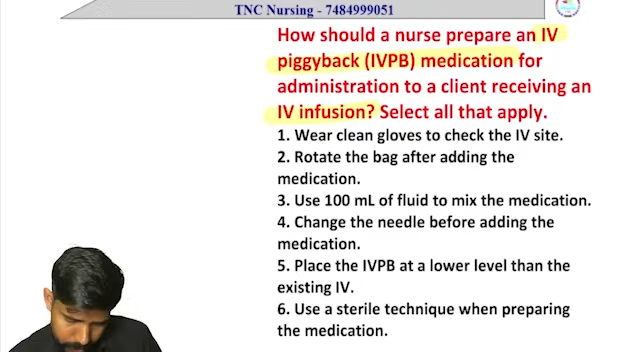 TNC Nursing - 7484999051
How should a nurse prepare an IV
piggyback (IVPB) medication for
administration to a client receiving an
IV infusion? Select all that apply.
1. Wear clean gloves to check the IV site.
2. Rotate the bag after adding the
medication.
3. Use 100 mL of fluid to mix the medication.
4. Change the needle before adding the
medication.
5. Place the IVPB at a lower level than the
existing IV.
6. Use a sterile technique when preparing
the medication.